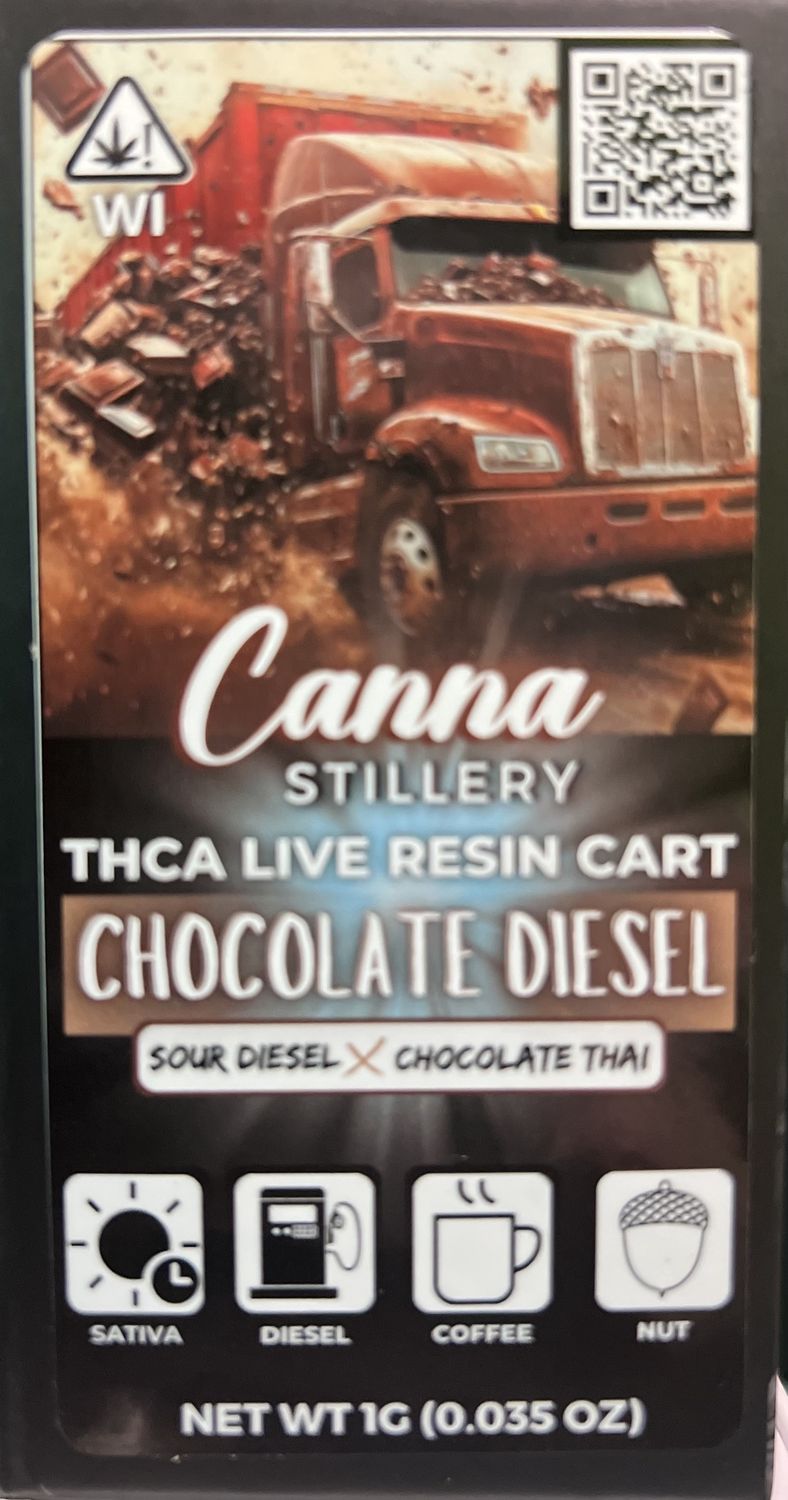 WI
Canna
STILLERY
THCA LIVE RESIN CART
CHOCOLATE DIESEL
SOUR DIESEL X CHOCOLATE THAI
SATIVA DIESEL COFFEE NUT
NET WT 1G (0.035 OZ)